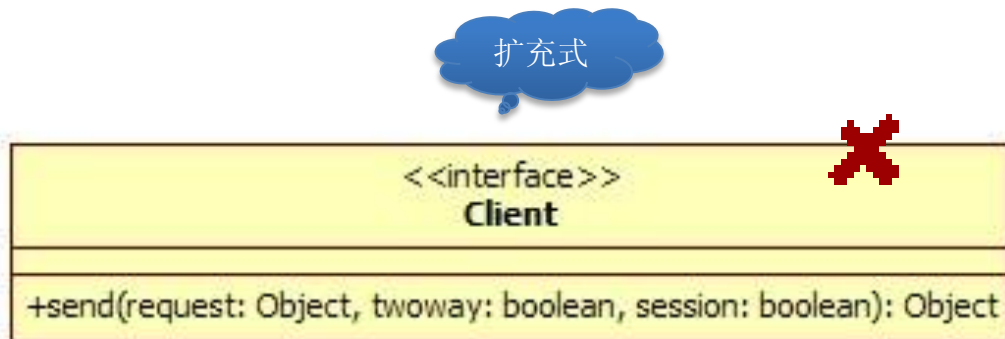 扩充式
<<interface>>
Client
+send(request: Object, twoway: boolean, session: boolean): Object